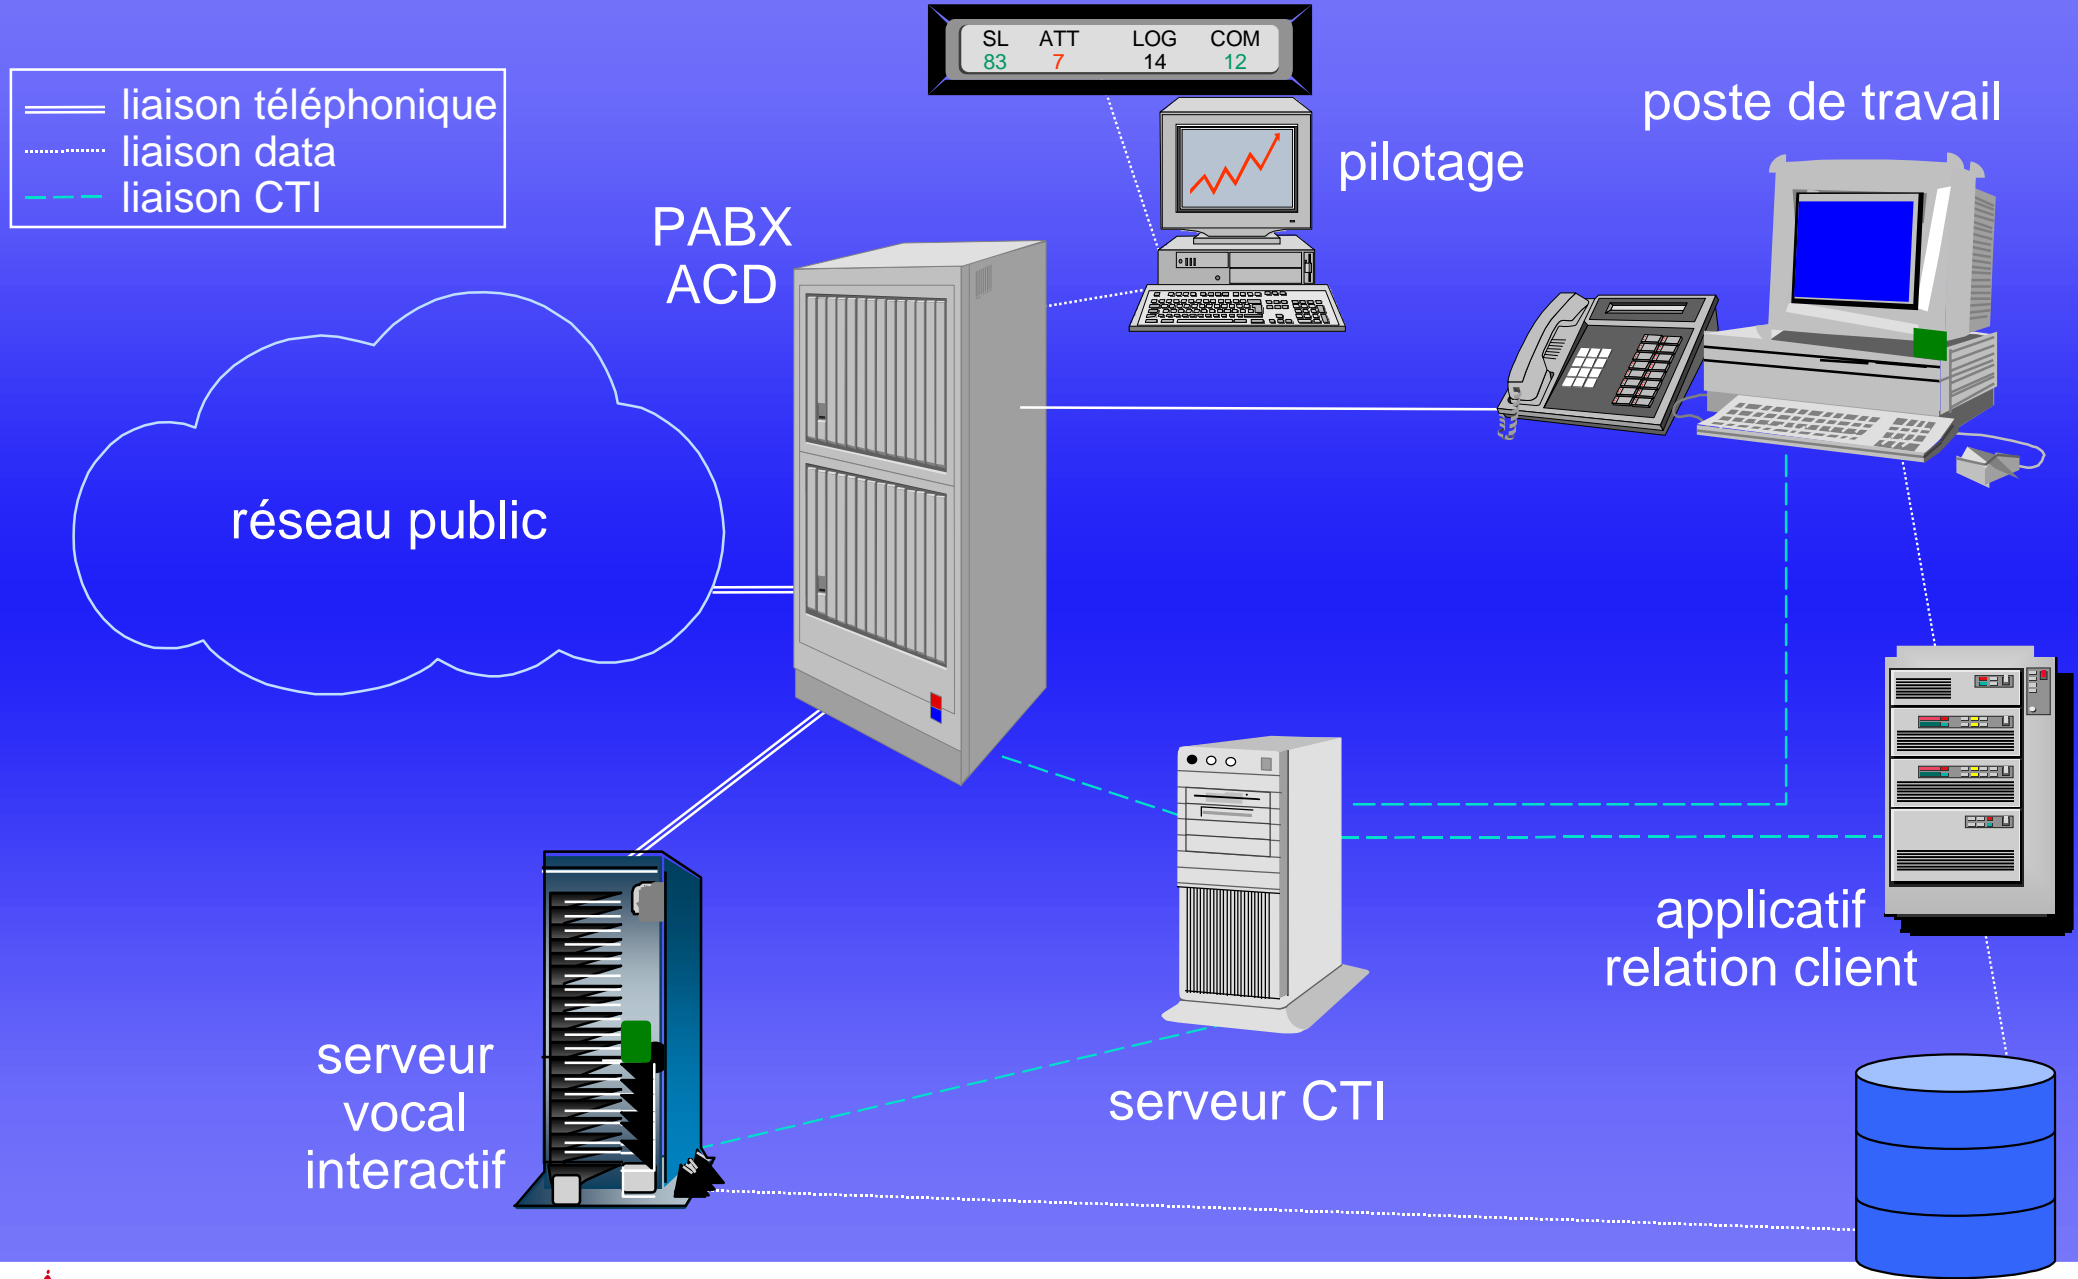 SL ATT LOG COM
83 7 14 12
liaison téléphonique
liaison data
liaison CTI
poste de travail
pilotage
PABX
ACD
réseau public
applicatif
relation client
serveur
vocal
interactif
serveur CTI